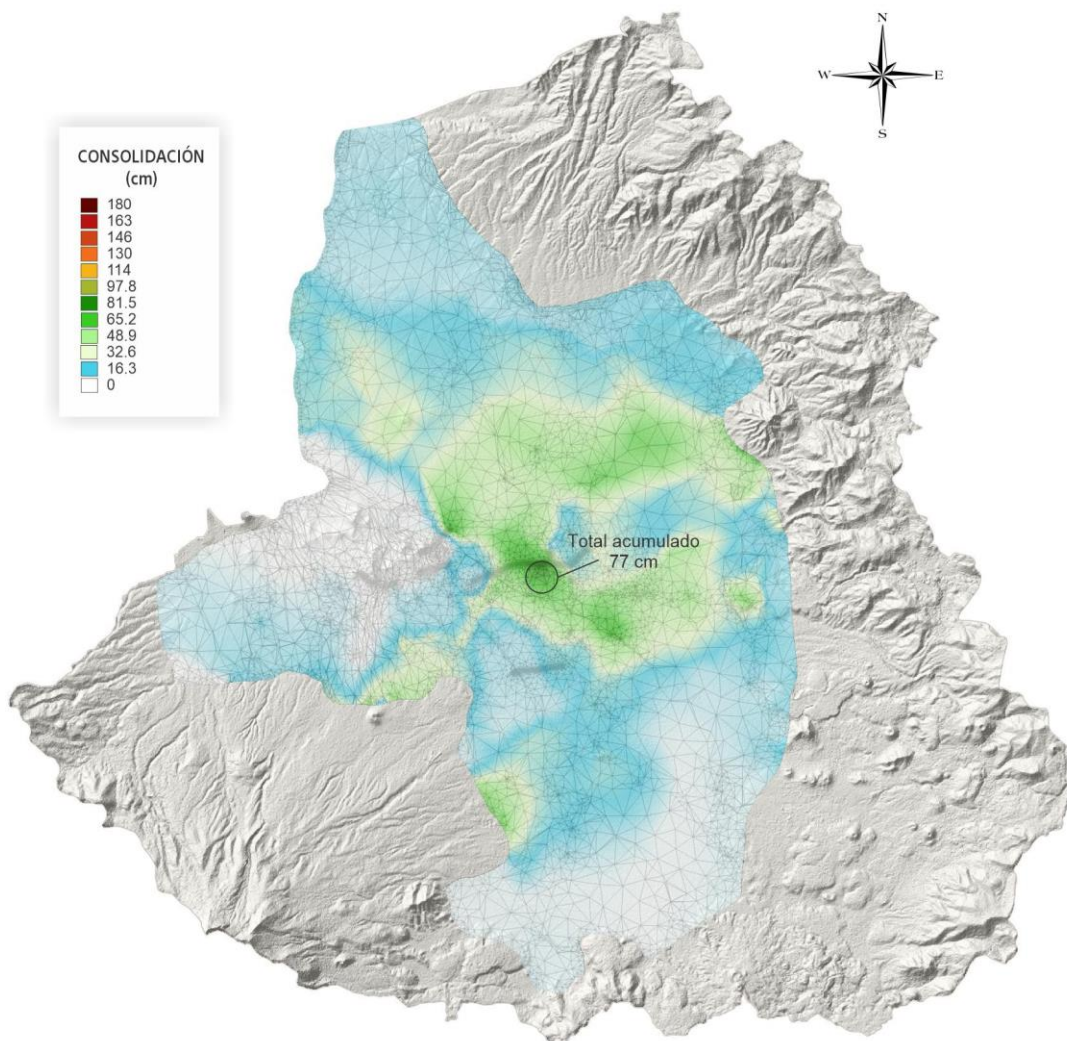 N
W E
S
CONSOLIDACIÓN
(cm)
180
163
146
130
114
97.8
81.5
65.2
48.9
32.6
16.3
0
Total acumulado
77 cm